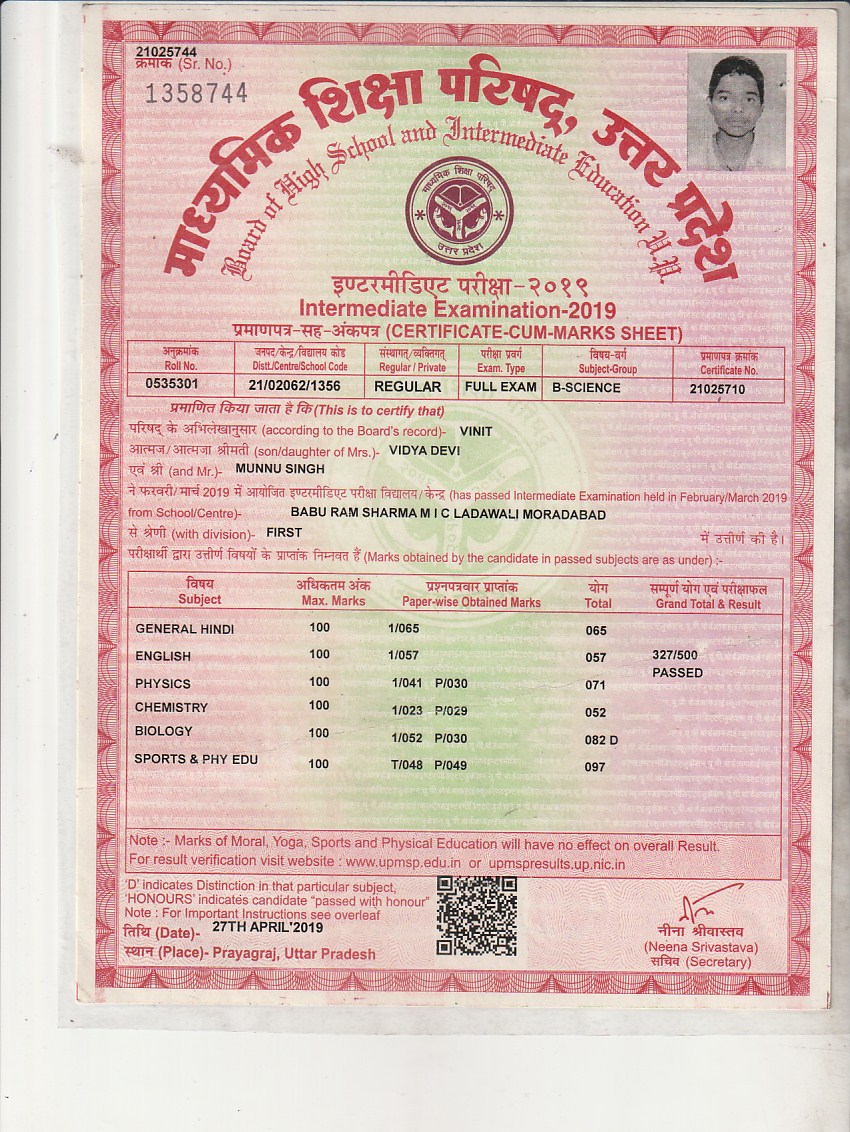 21025744
क्रमांक (Sr. No.)
1358744
माध्यमिक शिक्षा परिषद्, उत्तर प्रदेश
Board of High School and Intermediate Education U.P.
माध्यमिक शिक्षा परिषद्
उत्तर प्रदेश
इण्टरमीडिएट परीक्षा-२०१९
Intermediate Examination-2019
प्रमाणपत्र-सह-अंकपत्र (CERTIFICATE-CUM-MARKS SHEET)
अनुक्रमांक जनपद/केन्द्र/विद्यालय कोड संस्थागत/व्यक्तिगत् परीक्षा प्रवर्ग विषय-वर्ग प्रमाणपत्र क्रमांक
Roll No. Distt./Centre/School Code Regular / Private Exam. Type Subject-Group Certificate No.
0535301 21/02062/1356 REGULAR FULL EXAM B-SCIENCE 21025710
प्रमाणित किया जाता है कि (This is to certify that)
परिषद् के अभिलेखानुसार (according to the Board's record)- VINIT
आत्मज/आत्मजा श्रीमती (son/daughter of Mrs.)- VIDYA DEVI
एवं श्री (and Mr.)- MUNNU SINGH
ने फरवरी/मार्च 2019 में आयोजित इण्टरमीडिएट परीक्षा विद्यालय/केन्द्र (has passed Intermediate Examination held in February/March 2019
from School/Centre)- BABU RAM SHARMA M I C LADAWALI MORADABAD
से श्रेणी (with division)- FIRST में उत्तीर्ण की है।
परीक्षार्थी द्वारा उत्तीर्ण विषयों के प्राप्तांक निम्नवत हैं (Marks obtained by the candidate in passed subjects are as under) :-
विषय अधिकतम अंक प्रश्नपत्रवार प्राप्तांक योग सम्पूर्ण योग एवं परीक्षाफल
Subject Max. Marks Paper-wise Obtained Marks Total Grand Total & Result
GENERAL HINDI 100 1/065 065
ENGLISH 100 1/057 057 327/500
PASSED
PHYSICS 100 1/041 P/030 071
CHEMISTRY 100 1/023 P/029 052
BIOLOGY 100 1/052 P/030 082 D
SPORTS & PHY EDU 100 T/048 P/049 097
Note :- Marks of Moral, Yoga, Sports and Physical Education will have no effect on overall Result.
For result verification visit website : www.upmsp.edu.in or upmspresults.up.nic.in
'D' indicates Distinction in that particular subject,
'HONOURS' indicates candidate "passed with honour"
Note : For Important Instructions see overleaf
तिथि (Date)- 27TH APRIL'2019
स्थान (Place)- Prayagraj, Uttar Pradesh
नीना श्रीवास्तव
(Neena Srivastava)
सचिव (Secretary)